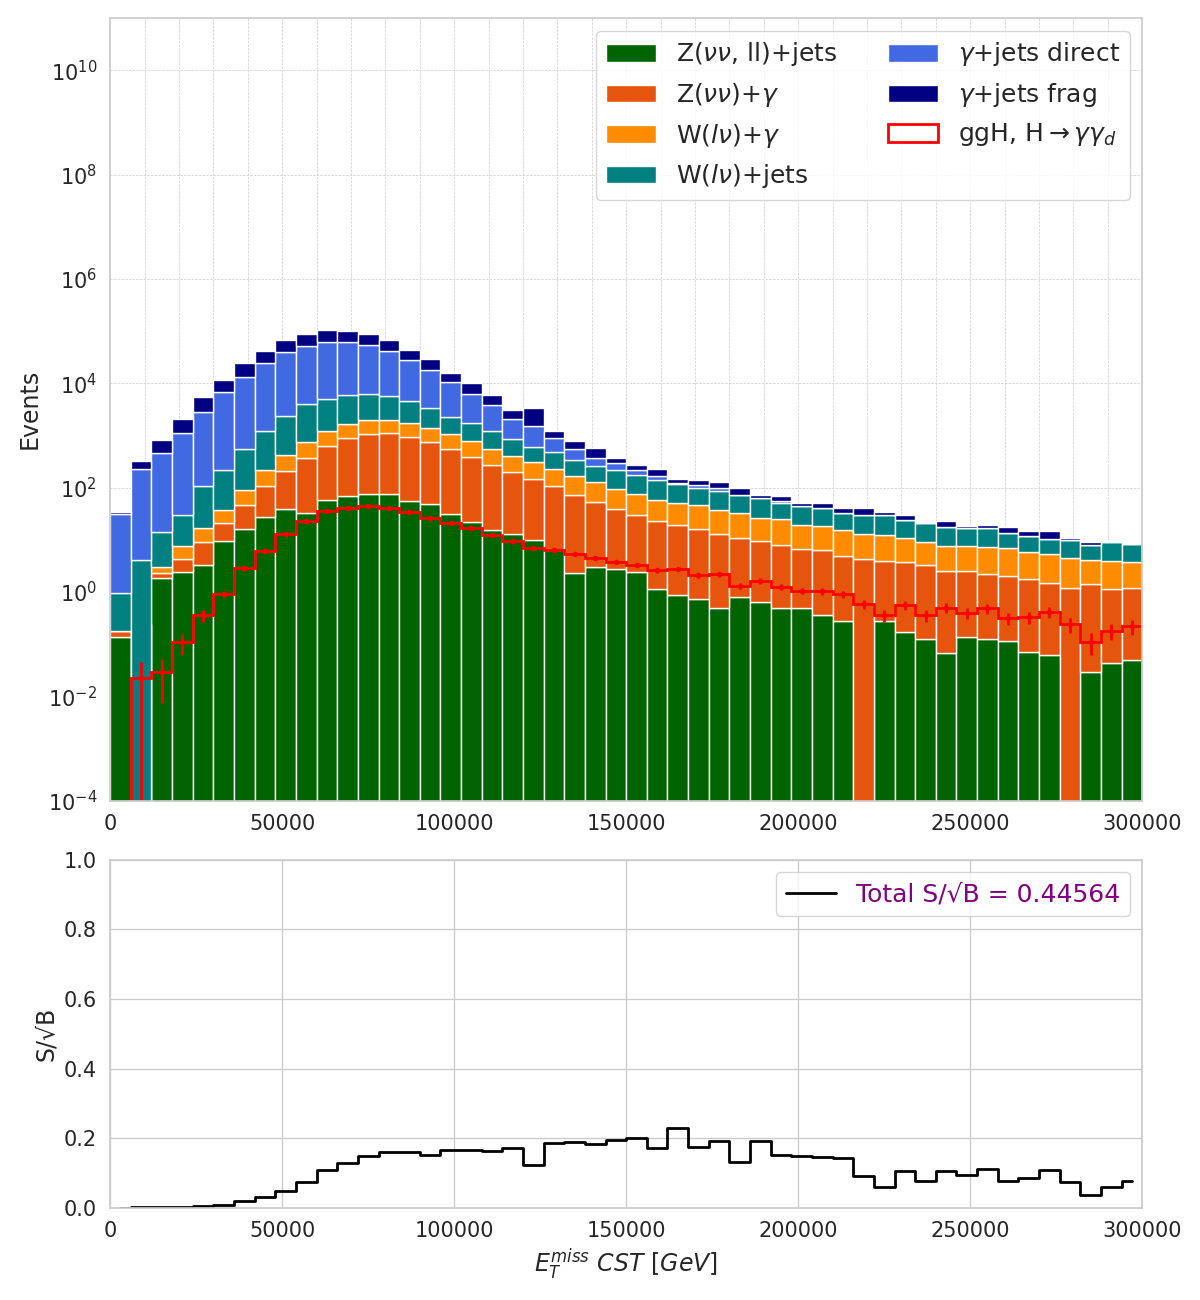 Z(νν, ll)+jets
Z(νν)+γ
W(lν)+γ
W(lν)+jets
γ+jets direct
γ+jets frag
ggH, H→γγ_d
Events
10^10
10^8
10^6
10^4
10^2
10^0
10^−2
10^−4
0 50000 100000 150000 200000 250000 300000
Total S/√B = 0.44564
S/√B
1.0
0.8
0.6
0.4
0.2
0.0
0 50000 100000 150000 200000 250000 300000
E_T^miss CST [GeV]